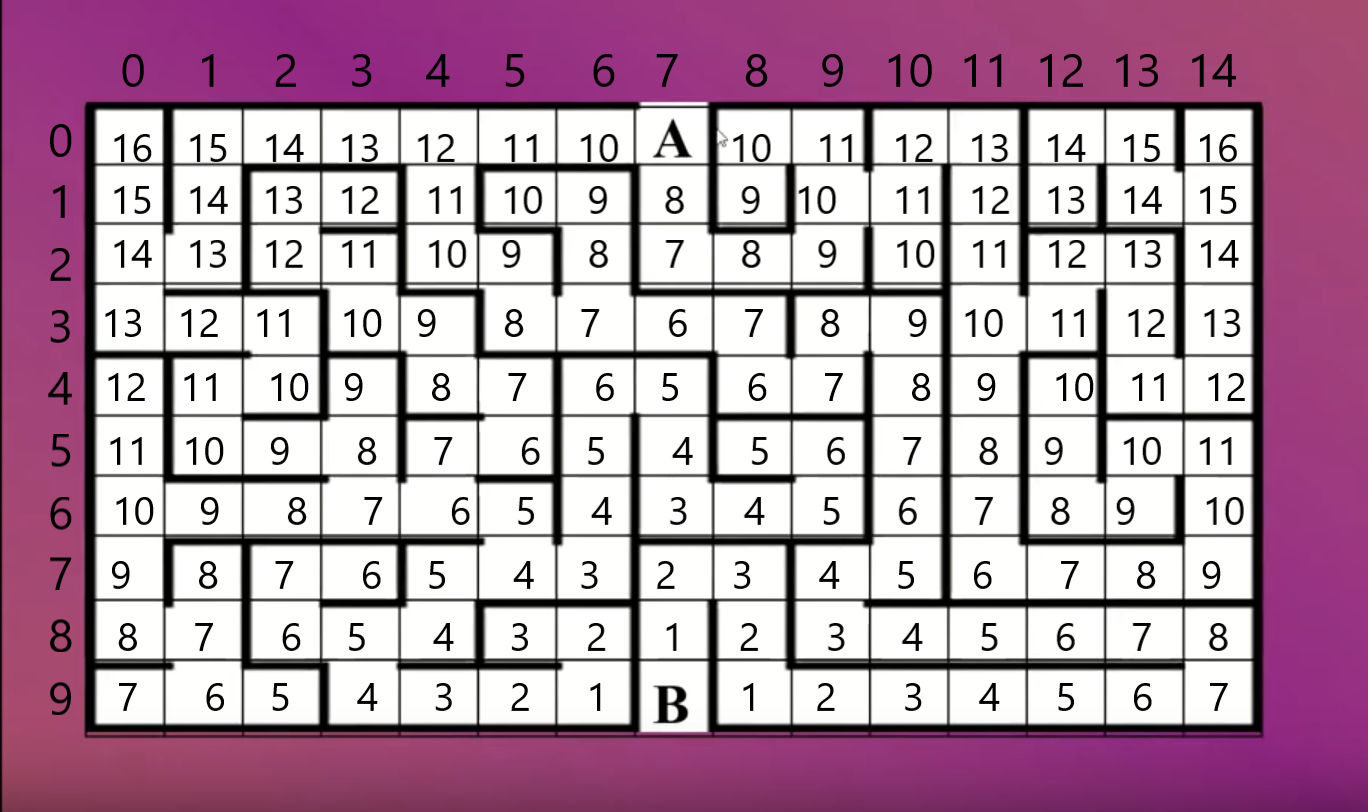 0 1 2 3 4 5 6 7 8 9 10 11 12 13 14
0 16 15 14 13 12 11 10 A 10 11 12 13 14 15 16
1 15 14 13 12 11 10 9 8 9 10 11 12 13 14 15
2 14 13 12 11 10 9 8 7 8 9 10 11 12 13 14
3 13 12 11 10 9 8 7 6 7 8 9 10 11 12 13
4 12 11 10 9 8 7 6 5 6 7 8 9 10 11 12
5 11 10 9 8 7 6 5 4 5 6 7 8 9 10 11
6 10 9 8 7 6 5 4 3 4 5 6 7 8 9 10
7 9 8 7 6 5 4 3 2 3 4 5 6 7 8 9
8 8 7 6 5 4 3 2 1 2 3 4 5 6 7 8
9 7 6 5 4 3 2 1 B 1 2 3 4 5 6 7